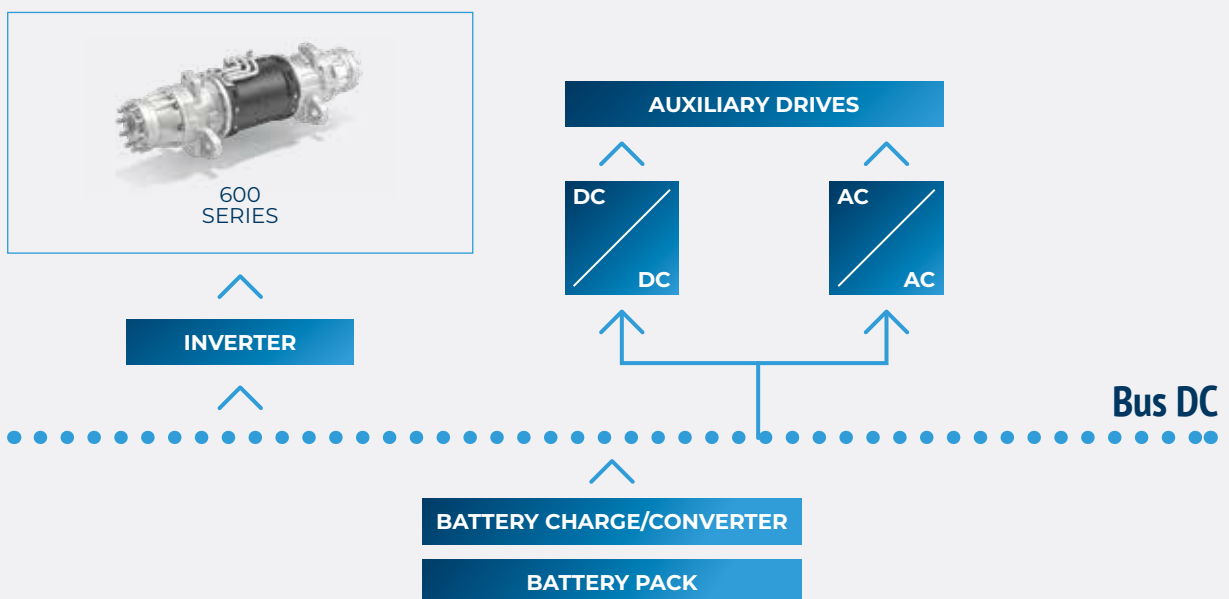 600
SERIES
AUXILIARY DRIVES
DC
DC
AC
AC
INVERTER
Bus DC
BATTERY CHARGE/CONVERTER
BATTERY PACK